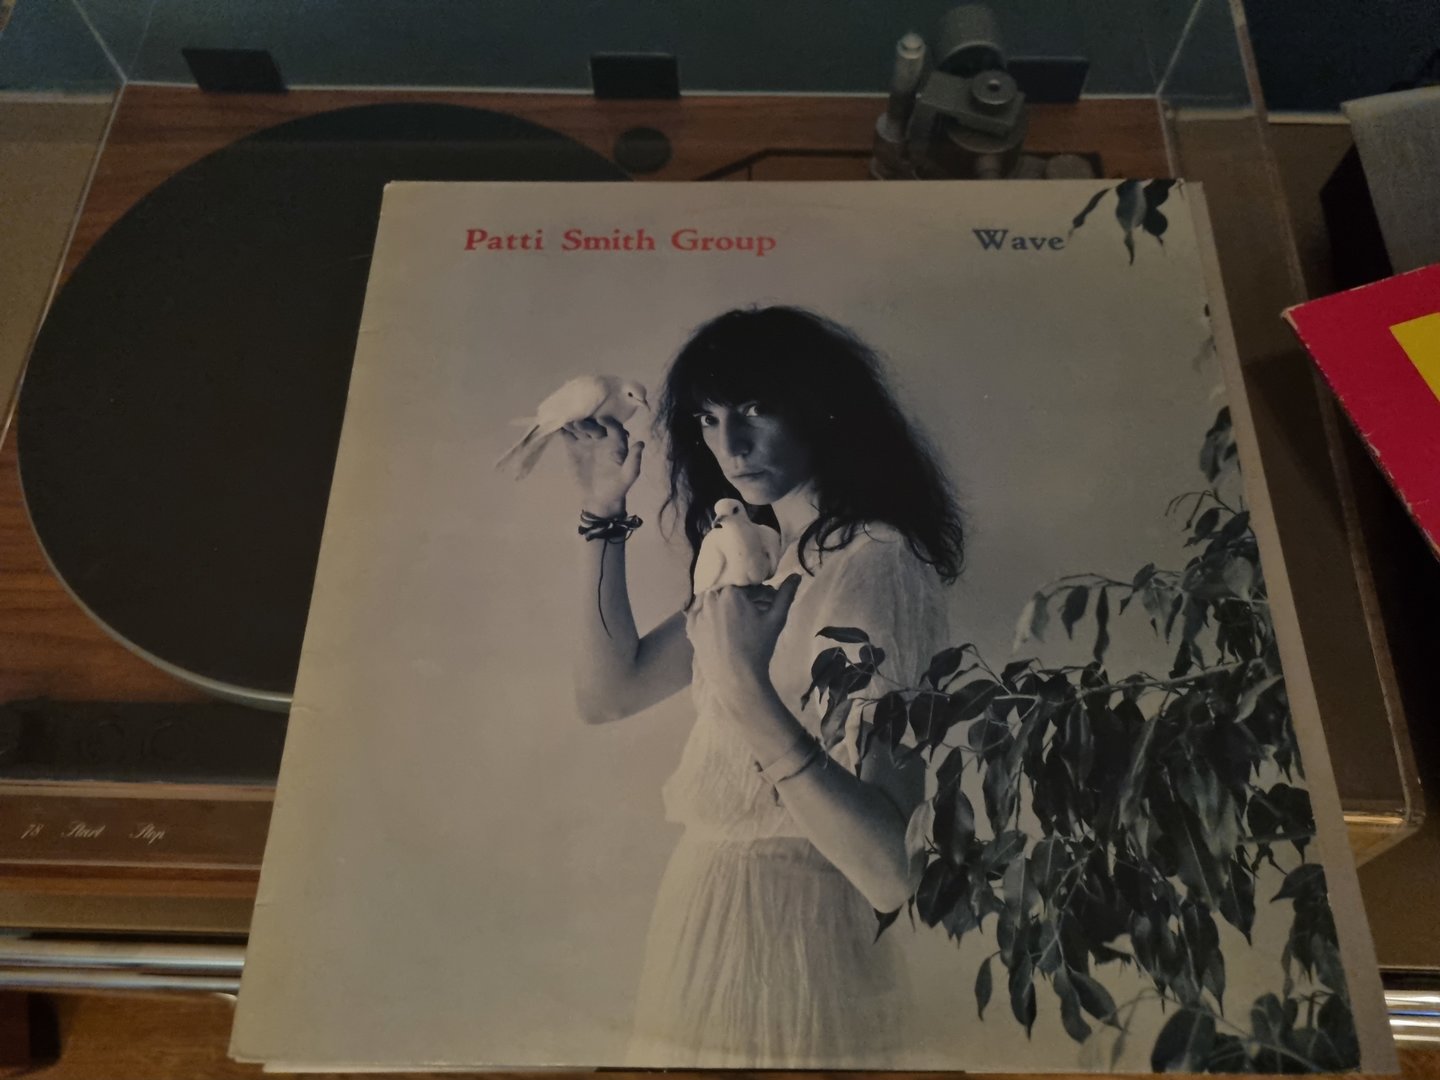 Patti Smith Group
Wave
78 Start Stop